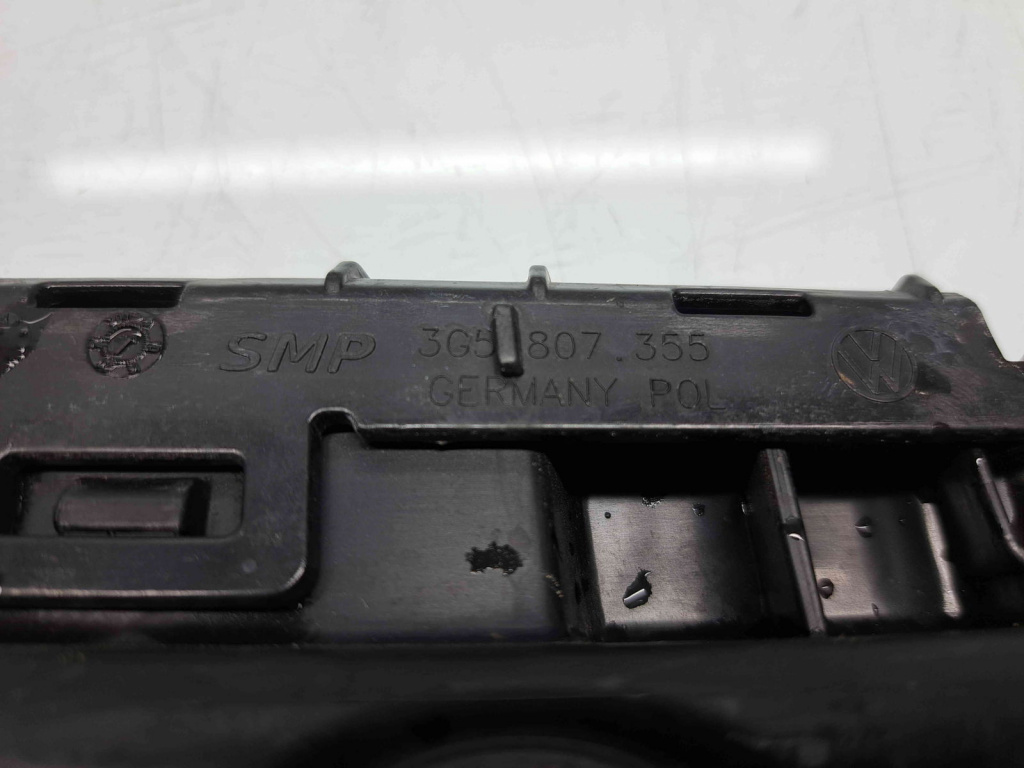 SMP 3G5 807 355
GERMANY POL